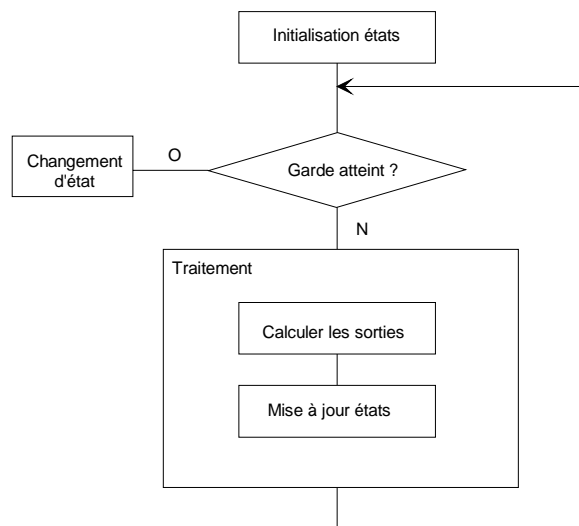 Initialisation états
Changement
d'état
O
Garde atteint ?
N
Traitement
Calculer les sorties
Mise à jour états